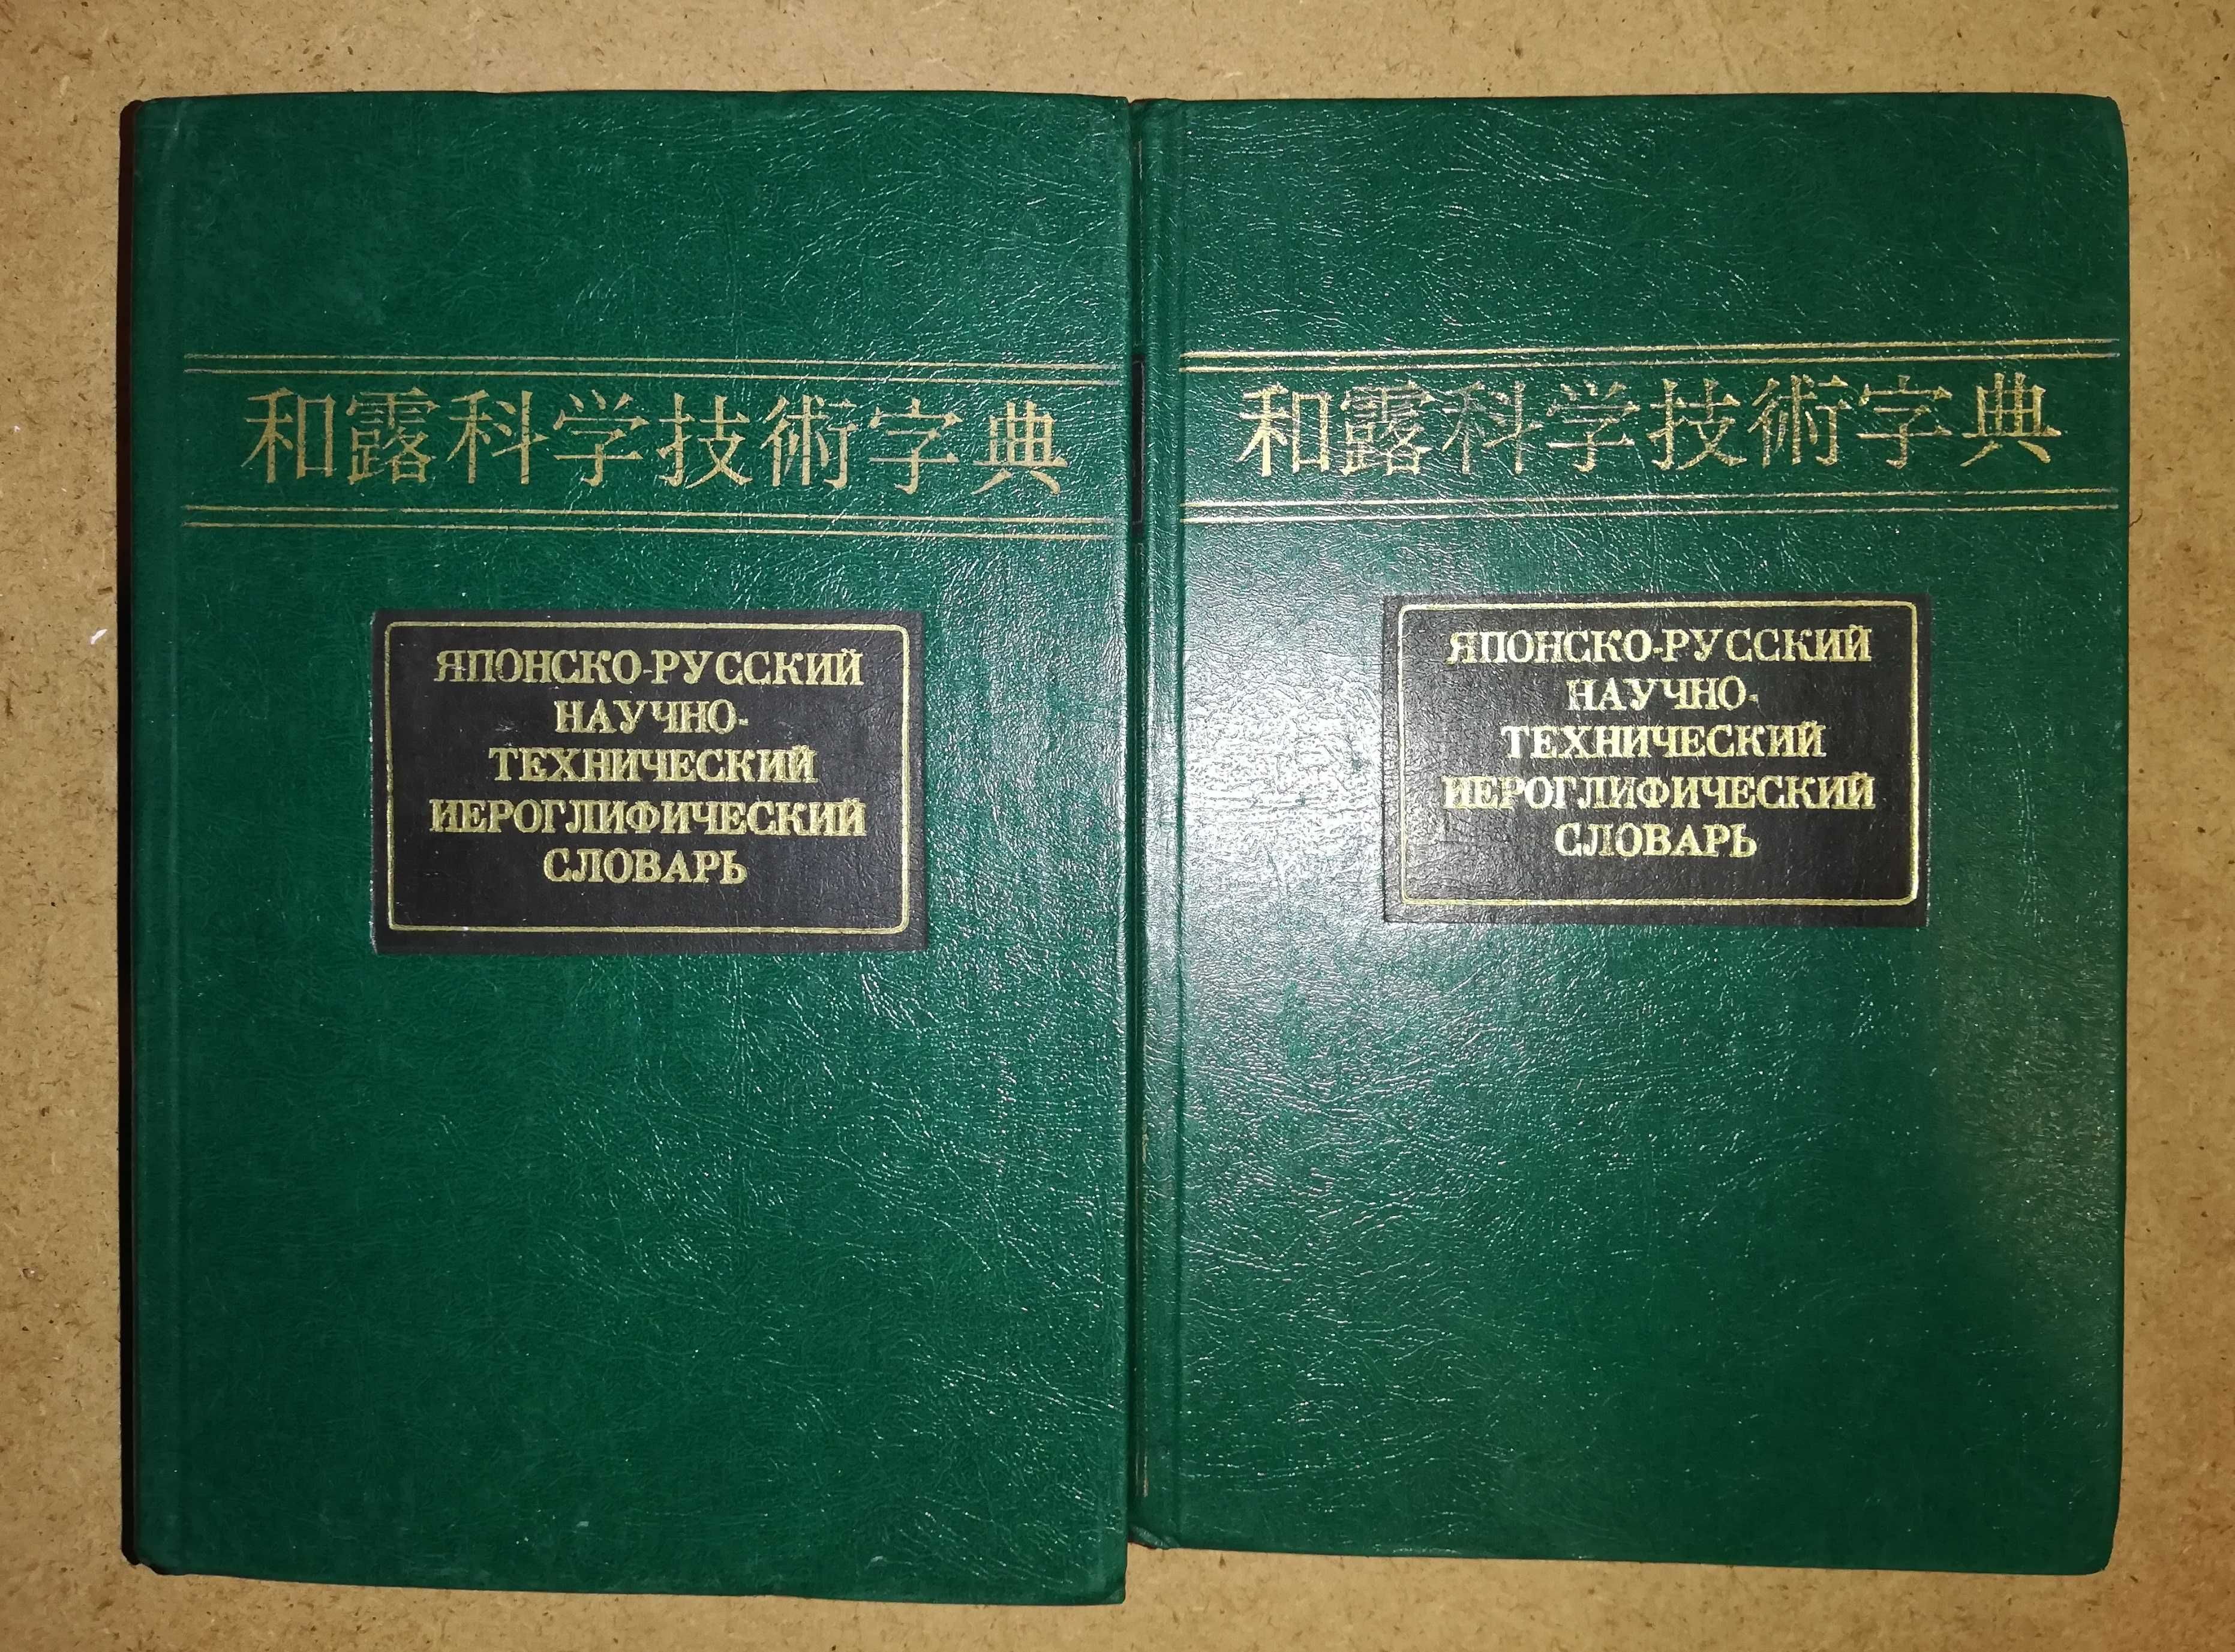 和露科学技術字典
ЯПОНСКО-РУССКИЙ
НАУЧНО-
ТЕХНИЧЕСКИЙ
ИЕРОГЛИФИЧЕСКИЙ
СЛОВАРЬ
和露科学技術字典
ЯПОНСКО-РУССКИЙ
НАУЧНО-
ТЕХНИЧЕСКИЙ
ИЕРОГЛИФИЧЕСКИЙ
СЛОВАРЬ